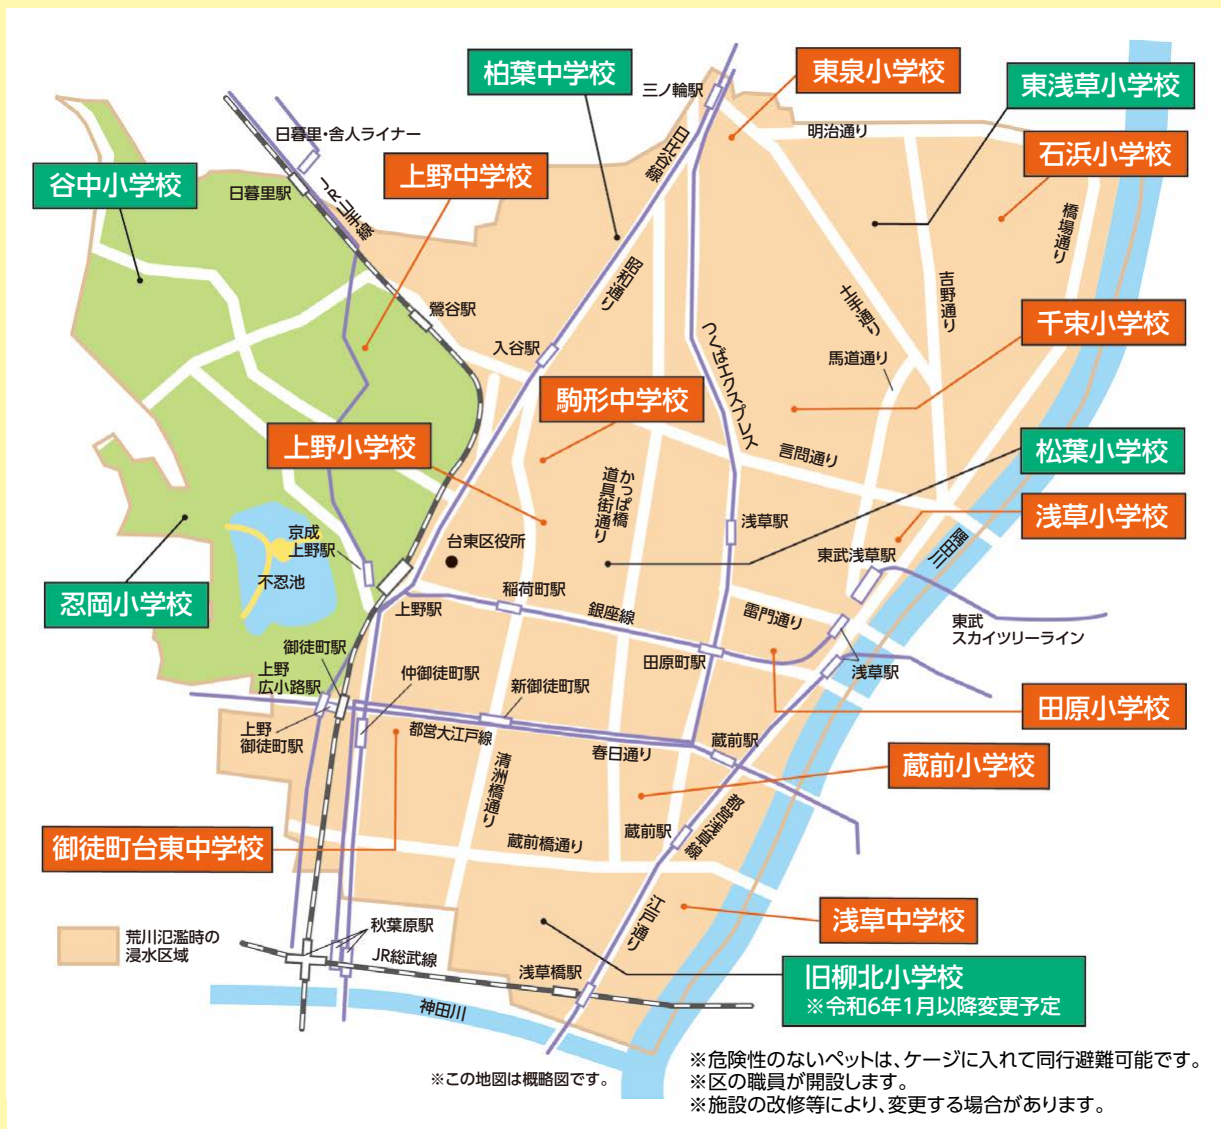 柏葉中学校
東泉小学校
三ノ輪駅
東浅草小学校
明治通り
日暮里・舎人ライナー
日比谷線
石浜小学校
上野中学校
谷中小学校
日暮里駅
JR山手線
橋場通り
昭和通り
土手通り
吉野通り
鶯谷駅
千束小学校
つくばエクスプレス
入谷駅
馬道通り
駒形中学校
上野小学校
言問通り
松葉小学校
かっぱ橋
道具街通り
浅草小学校
浅草駅
京成
上野駅
台東区役所
東武浅草駅
隅田川
不忍池
忍岡小学校
稲荷町駅
上野駅
銀座線
雷門通り
東武
スカイツリーライン
御徒町駅
田原町駅
浅草駅
上野
広小路駅
仲御徒町駅
新御徒町駅
田原小学校
上野
御徒町駅
都営大江戸線
春日通り
蔵前駅
蔵前小学校
清洲橋通り
蔵前駅
都営浅草線
御徒町台東中学校
蔵前橋通り
江戸通り
浅草中学校
荒川氾濫時の
浸水区域
秋葉原駅
JR総武線
浅草橋駅
旧柳北小学校
※令和6年1月以降変更予定
神田川
※この地図は概略図です。
※危険性のないペットは、ケージに入れて同行避難可能です。
※区の職員が開設します。
※施設の改修等により、変更する場合があります。